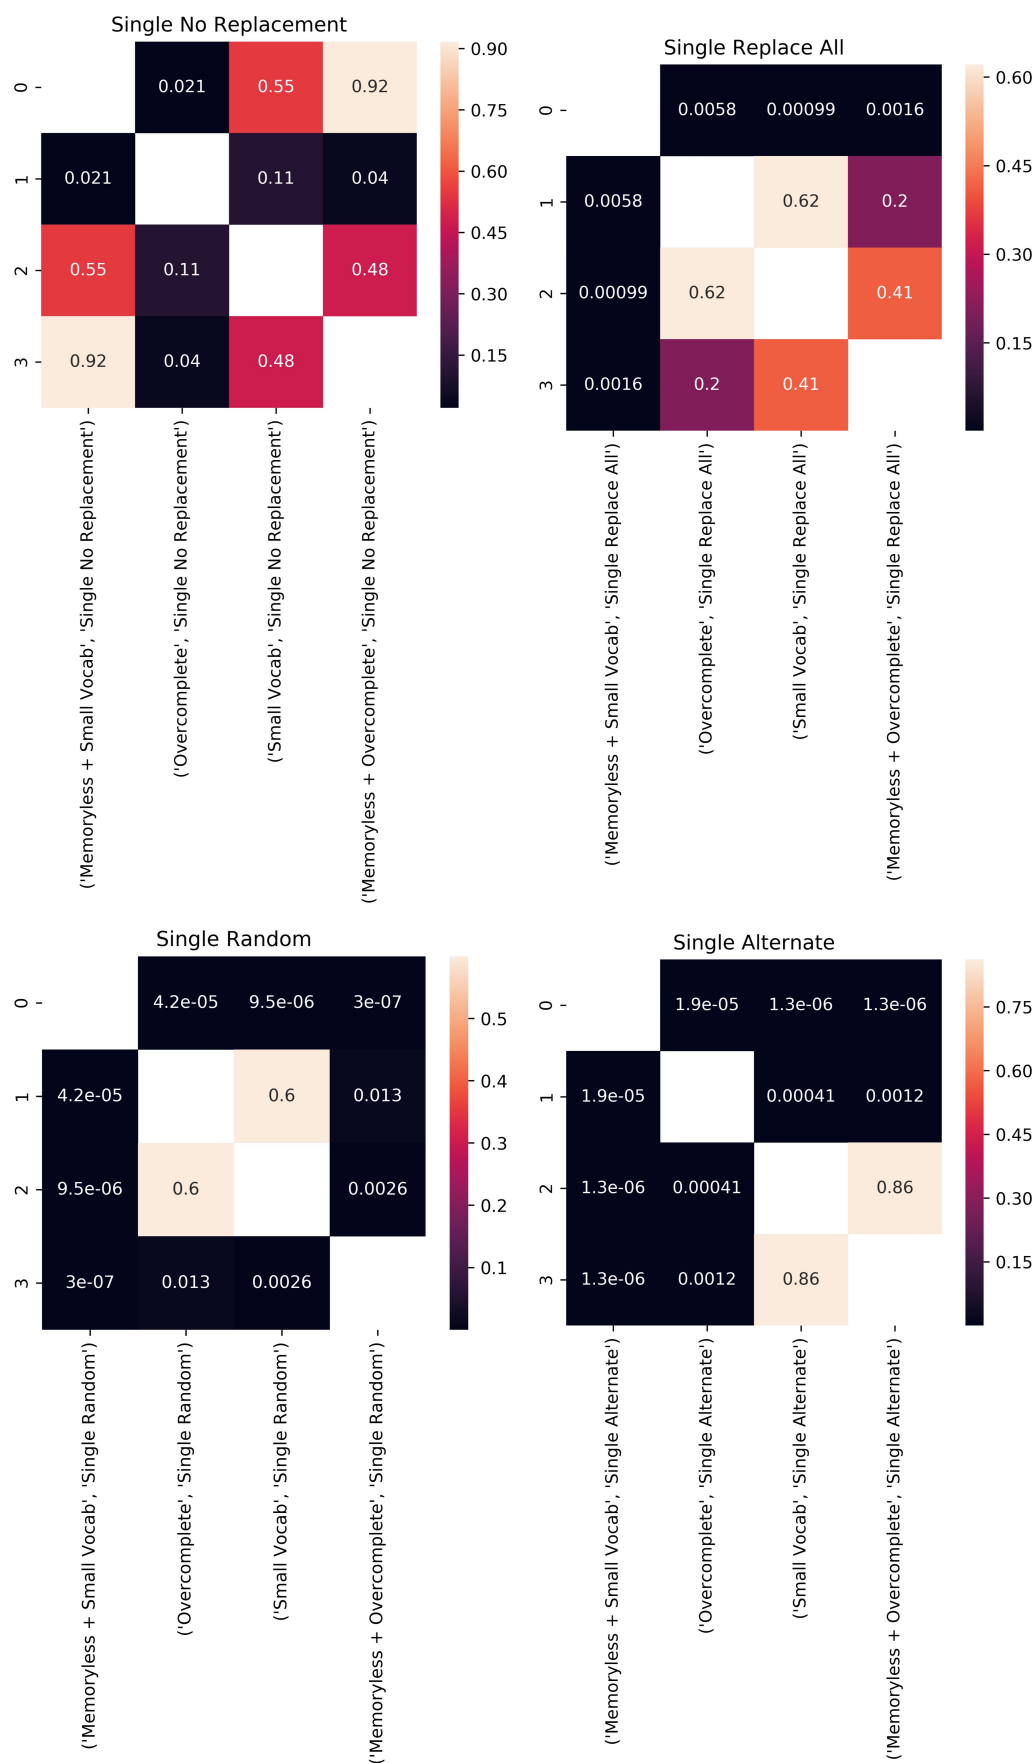 Single No Replacement
0
0.021 0.55 0.92
1
0.021 0.11 0.04
2
0.55 0.11 0.48
3
0.92 0.04 0.48
0.90
0.75
0.60
0.45
0.30
0.15
('Memoryless + Small Vocab', 'Single No Replacement')
('Overcomplete', 'Single No Replacement')
('Small Vocab', 'Single No Replacement')
('Memoryless + Overcomplete', 'Single No Replacement')
Single Replace All
0
0.0058 0.00099 0.0016
1
0.0058 0.62 0.2
2
0.00099 0.62 0.41
3
0.0016 0.2 0.41
0.60
0.45
0.30
0.15
('Memoryless + Small Vocab', 'Single Replace All')
('Overcomplete', 'Single Replace All')
('Small Vocab', 'Single Replace All')
('Memoryless + Overcomplete', 'Single Replace All')
Single Random
0
4.2e-05 9.5e-06 3e-07
1
4.2e-05 0.6 0.013
2
9.5e-06 0.6 0.0026
3
3e-07 0.013 0.0026
0.5
0.4
0.3
0.2
0.1
('Memoryless + Small Vocab', 'Single Random')
('Overcomplete', 'Single Random')
('Small Vocab', 'Single Random')
('Memoryless + Overcomplete', 'Single Random')
Single Alternate
0
1.9e-05 1.3e-06 1.3e-06
1
1.9e-05 0.00041 0.0012
2
1.3e-06 0.00041 0.86
3
1.3e-06 0.0012 0.86
0.75
0.60
0.45
0.30
0.15
('Memoryless + Small Vocab', 'Single Alternate')
('Overcomplete', 'Single Alternate')
('Small Vocab', 'Single Alternate')
('Memoryless + Overcomplete', 'Single Alternate')